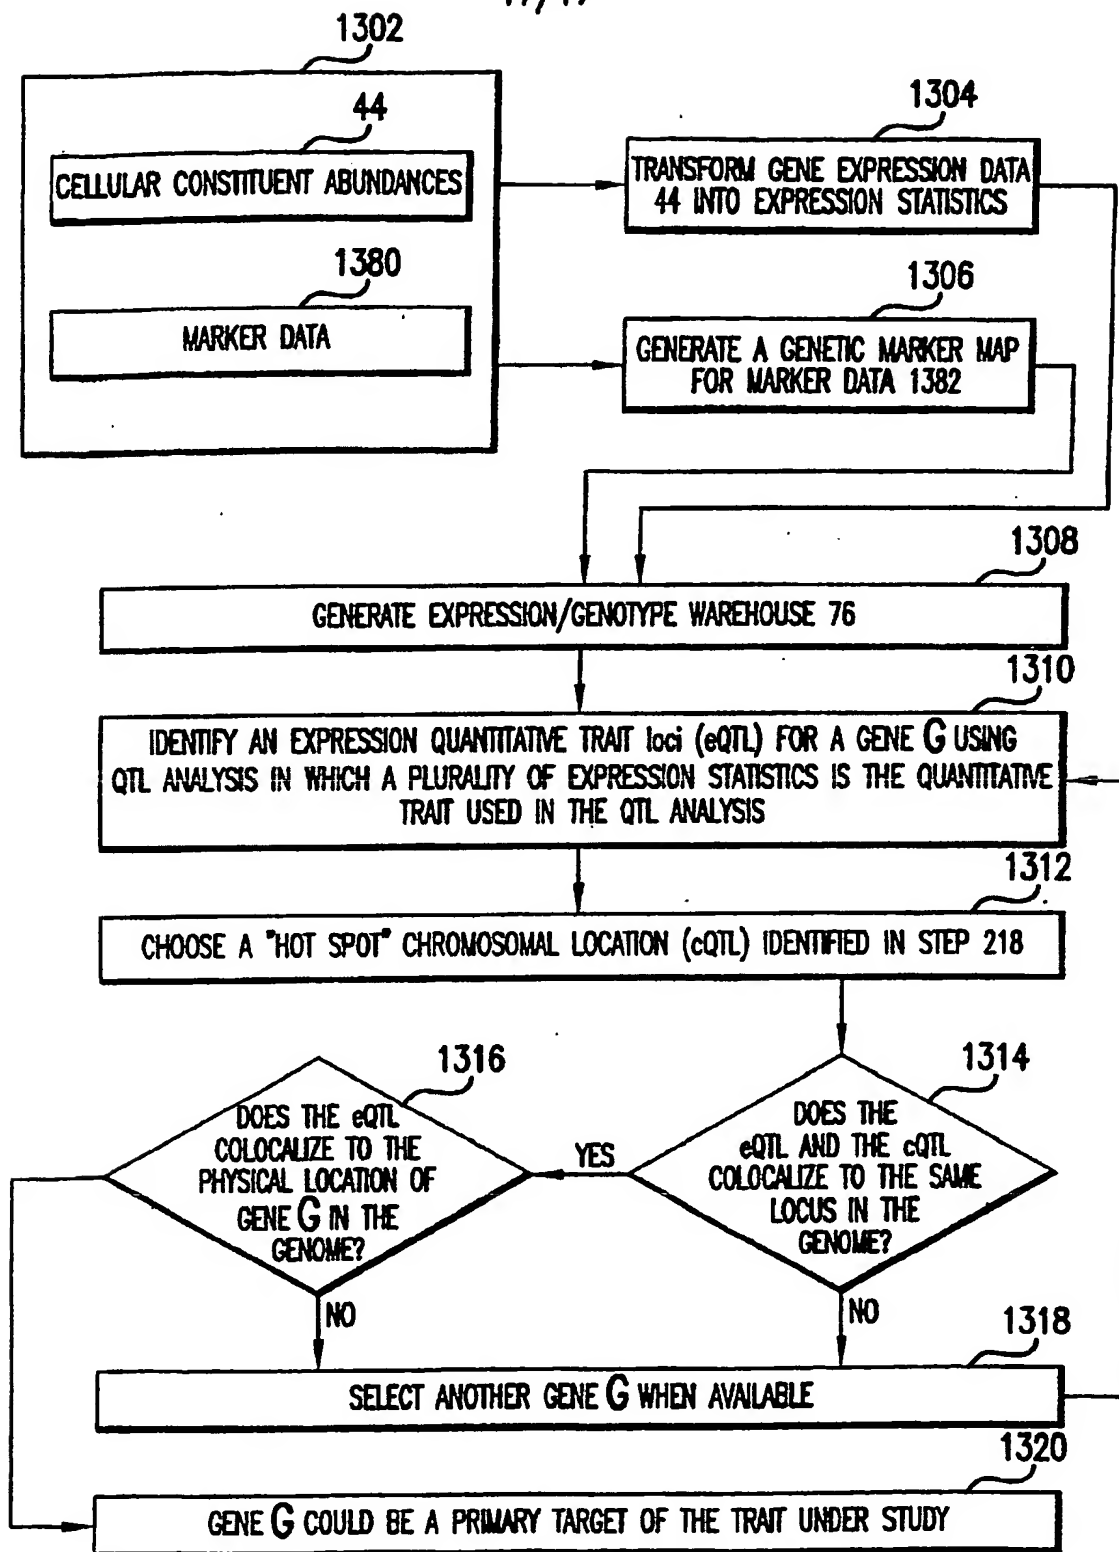 1302
44
CELLULAR CONSTITUENT ABUNDANCES
1380
MARKER DATA
1304
TRANSFORM GENE EXPRESSION DATA
44 INTO EXPRESSION STATISTICS
1306
GENERATE A GENETIC MARKER MAP
FOR MARKER DATA 1382
1308
GENERATE EXPRESSION/GENOTYPE WAREHOUSE 76
1310
IDENTIFY AN EXPRESSION QUANTITATIVE TRAIT loci (eQTL) FOR A GENE G USING
QTL ANALYSIS IN WHICH A PLURALITY OF EXPRESSION STATISTICS IS THE QUANTITATIVE
TRAIT USED IN THE QTL ANALYSIS
1312
CHOOSE A "HOT SPOT" CHROMOSOMAL LOCATION (cQTL) IDENTIFIED IN STEP 218
1314
DOES THE
eQTL AND THE cQTL
COLOCALIZE TO THE SAME
LOCUS IN THE
GENOME?
YES
NO
1316
DOES THE eQTL
COLOCALIZE TO THE
PHYSICAL LOCATION OF
GENE G IN THE
GENOME?
NO
1318
SELECT ANOTHER GENE G WHEN AVAILABLE
1320
GENE G COULD BE A PRIMARY TARGET OF THE TRAIT UNDER STUDY